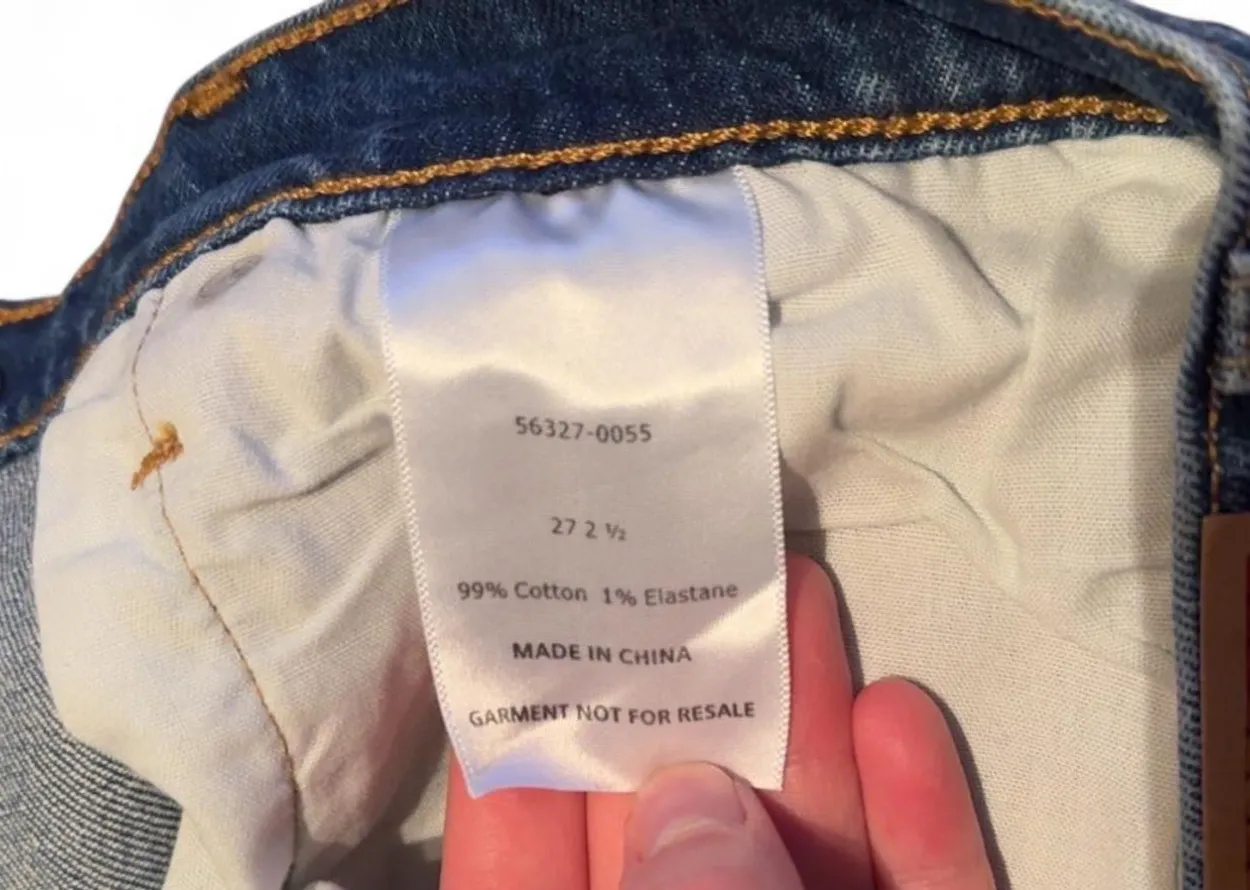 56327-0055
27 2 ½
99% Cotton 1% Elastane
MADE IN CHINA
GARMENT NOT FOR RESALE